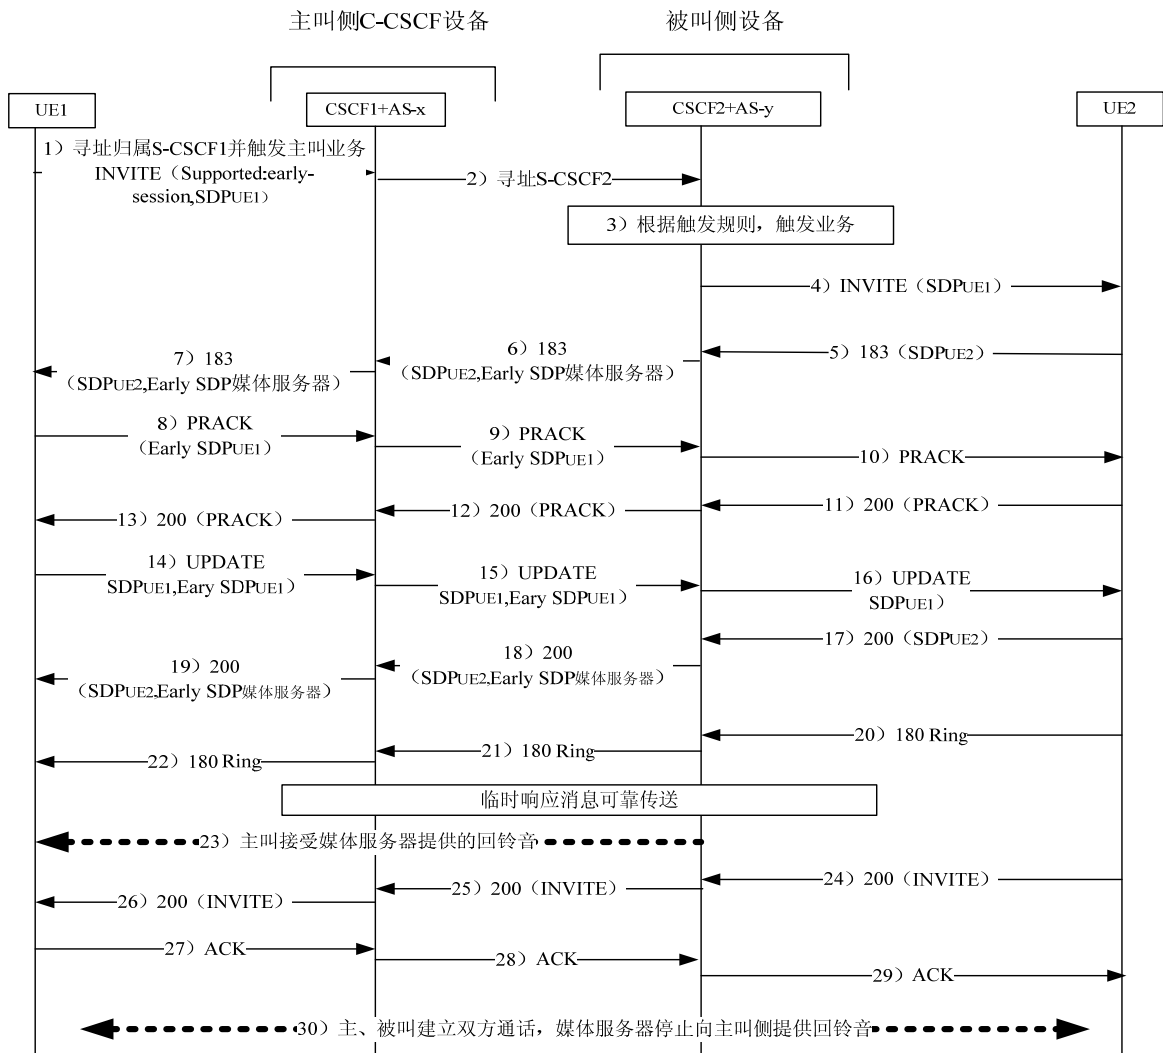 主叫侧C-CSCF设备
被叫侧设备
UE1
CSCF1+AS-x
CSCF2+AS-y
UE2
1）寻址归属S-CSCF1并触发主叫业务
INVITE（Supported:early-
session,SDPUE1）
2）寻址S-CSCF2
3）根据触发规则，触发业务
4）INVITE（SDPUE1）
5）183（SDPUE2）
6）183
（SDPUE2,Early SDP媒体服务器）
7）183
（SDPUE2,Early SDP媒体服务器）
8）PRACK
（Early SDPUE1）
9）PRACK
（Early SDPUE1）
10）PRACK
11）200（PRACK）
12）200（PRACK）
13）200（PRACK）
14）UPDATE
SDPUE1,Eary SDPUE1）
15）UPDATE
SDPUE1,Eary SDPUE1）
16）UPDATE
SDPUE1）
17）200（SDPUE2）
18）200
（SDPUE2,Early SDP媒体服务器）
19）200
（SDPUE2,Early SDP媒体服务器）
20）180 Ring
21）180 Ring
22）180 Ring
临时响应消息可靠传送
23）主叫接受媒体服务器提供的回铃音
24）200（INVITE）
25）200（INVITE）
26）200（INVITE）
27）ACK
28）ACK
29）ACK
30）主、被叫建立双方通话，媒体服务器停止向主叫侧提供回铃音